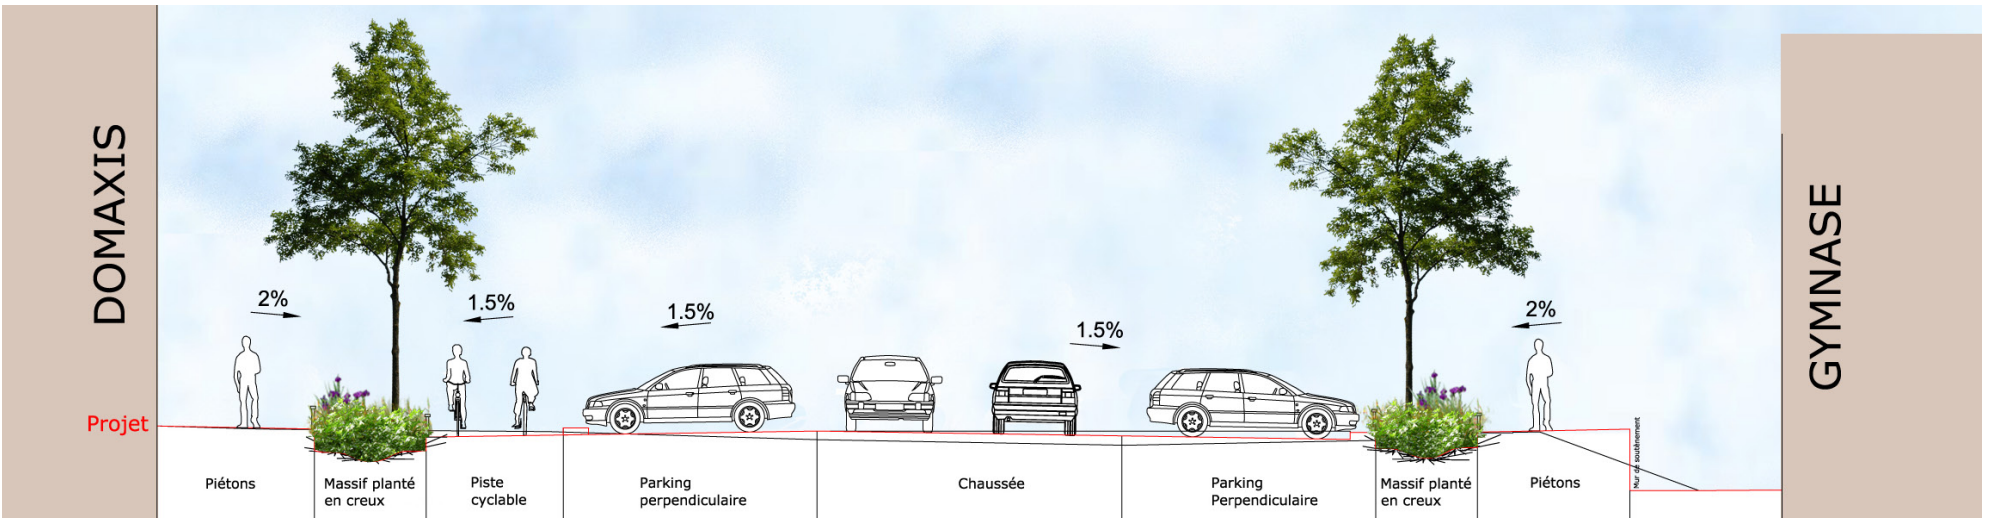 DOMAXIS
2%
1.5%
1.5%
1.5%
2%
GYMNASE
Projet
Piétons
Massif planté
en creux
Piste
cyclable
Parking
perpendiculaire
Chaussée
Parking
Perpendiculaire
Massif planté
en creux
Piétons
Mur de soutènement